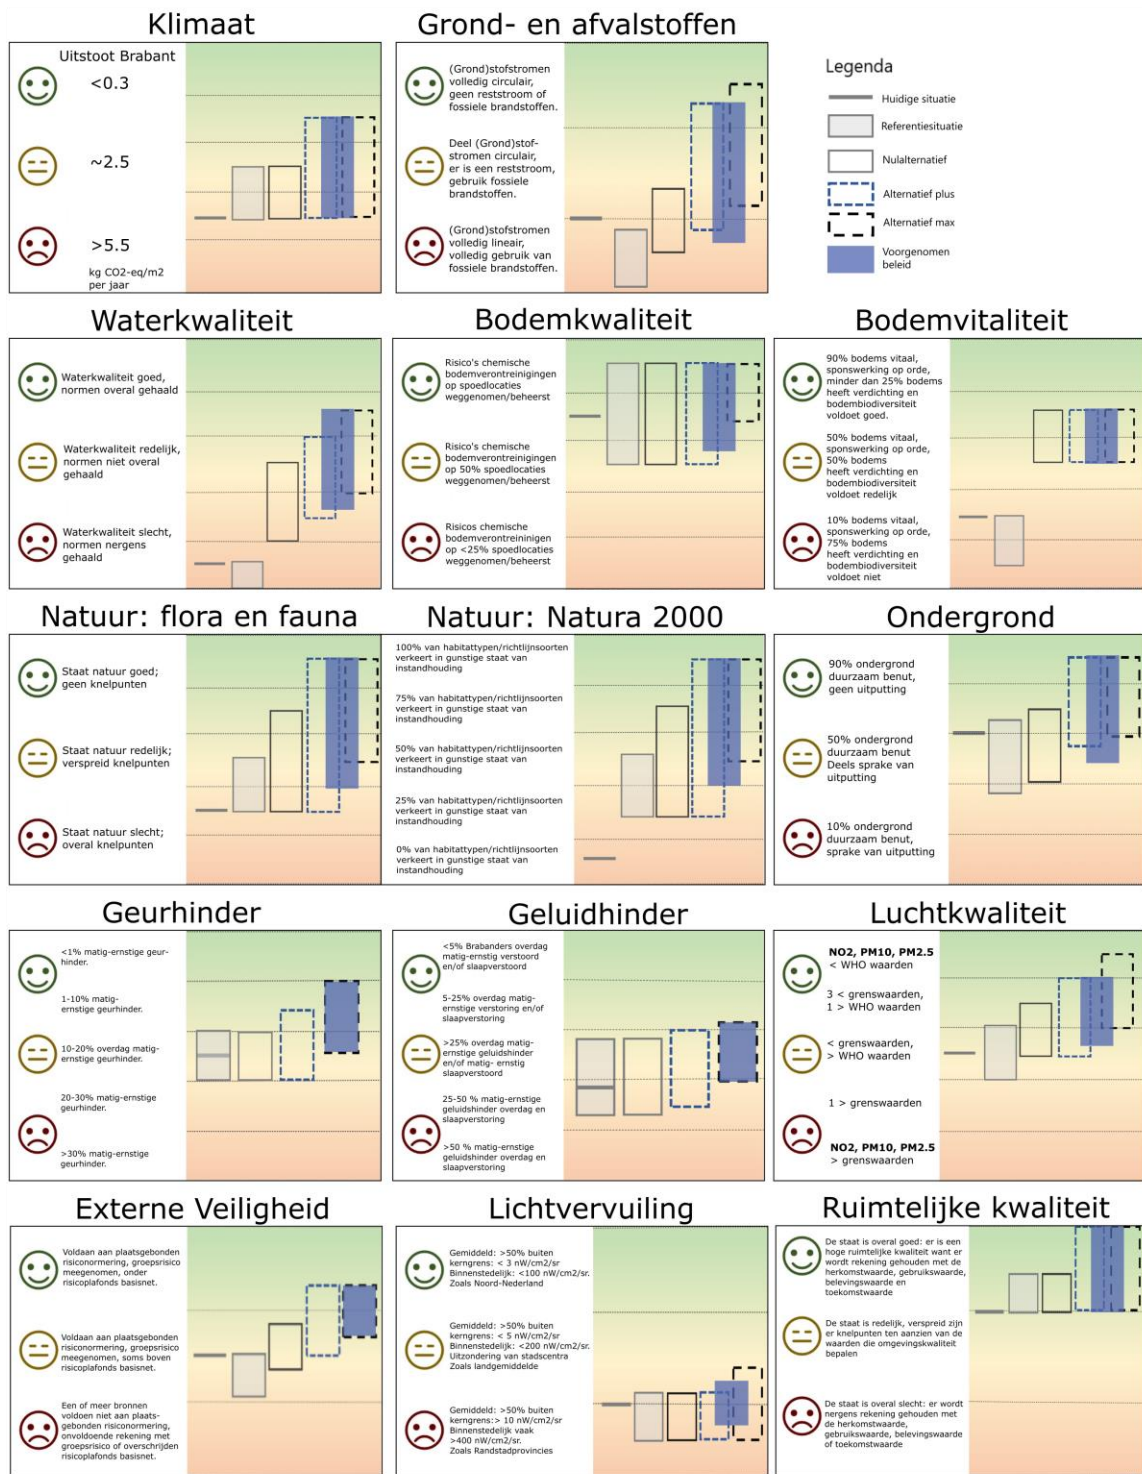 Klimaat
Uitstoot Brabant
<0.3
~2.5
>5.5
kg CO2-eq/m2
per jaar
Grond- en afvalstoffen
(Grond)stofstromen
volledig circulair,
geen reststroom of
fossiele brandstoffen.
Deel (Grond)stof-
stromen circulair,
er is een reststroom,
gebruik fossiele
brandstoffen.
(Grond)stofstromen
volledig lineair,
volledig gebruik van
fossiele brandstoffen.
Legenda
Huidige situatie
Referentiesituatie
Nulalternatief
Alternatief plus
Alternatief max
Voorgenomen
beleid
Waterkwaliteit
Waterkwaliteit goed,
normen overal gehaald
Waterkwaliteit redelijk,
normen niet overal
gehaald
Waterkwaliteit slecht,
normen nergens
gehaald
Bodemkwaliteit
Risico's chemische
bodemverontreinigingen
op spoedlocaties
weggenomen/beheerst
Risico's chemische
bodemverontreinigingen
op 50% spoedlocaties
weggenomen/beheerst
Risicos chemische
bodemverontreininigen
op <25% spoedlocaties
weggenomen/beheerst
Bodemvitaliteit
90% bodems vitaal,
sponswerking op orde,
minder dan 25% bodems
heeft verdichting en
bodembiodiversiteit
voldoet goed.
50% bodems vitaal,
sponswerking op orde,
50% bodems
heeft verdichting en
bodembiodiversiteit
voldoet redelijk
10% bodems vitaal,
sponswerking op orde,
75% bodems
heeft verdichting en
bodembiodiversiteit
voldoet niet
Natuur: flora en fauna
Staat natuur goed;
geen knelpunten
Staat natuur redelijk;
verspreid knelpunten
Staat natuur slecht;
overal knelpunten
Natuur: Natura 2000
100% van habitattypen/richtlijnsoorten
verkeert in gunstige staat van
instandhouding
75% van habitattypen/richtlijnsoorten
verkeert in gunstige staat van
instandhouding
50% van habitattypen/richtlijnsoorten
verkeert in gunstige staat van
instandhouding
25% van habitattypen/richtlijnsoorten
verkeert in gunstige staat van
instandhouding
0% van habitattypen/richtlijnsoorten
verkeert in gunstige staat van
instandhouding
Ondergrond
90% ondergrond
duurzaam benut,
geen uitputting
50% ondergrond
duurzaam benut
Deels sprake van
uitputting
10% ondergrond
duurzaam benut,
sprake van uitputting
Geurhinder
<1% matig-ernstige geur-
hinder.
1-10% matig-
ernstige geurhinder.
10-20% overdag matig-
ernstige geurhinder.
20-30% matig-ernstige
geurhinder.
>30% matig-ernstige
geurhinder.
Geluidhinder
<5% Brabanders overdag
matig-ernstig verstoord
en/of slaapverstoord
5-25% overdag matig-
ernstige verstoring en/of
slaapverstoring
>25% overdag matig-
ernstige geluidshinder
en/of matig- ernstig
slaapverstoord
25-50 % matig-ernstige
geluidshinder overdag en
slaapverstoring
>50 % matig-ernstige
geluidshinder overdag en
slaapverstoring
Luchtkwaliteit
NO2, PM10, PM2.5
< WHO waarden
3 < grenswaarden,
1 > WHO waarden
< grenswaarden,
> WHO waarden
1 > grenswaarden
NO2, PM10, PM2.5
> grenswaarden
Externe Veiligheid
Voldaan aan plaatsgebonden
risiconormering, groepsrisico
meegenomen, onder
risicoplafonds basisnet.
Voldaan aan plaatsgebonden
risiconormering, groepsrisico
meegenomen, soms boven
risicoplafonds basisnet.
Een of meer bronnen
voldoen niet aan plaats-
gebonden risiconormering,
onvoldoende rekening met
groepsrisico of overschrijden
risicoplafonds basisnet.
Lichtvervuiling
Gemiddeld: >50% buiten
kerngrens: < 3 nW/cm2/sr
Binnenstedelijk: <100 nW/cm2/sr.
Zoals Noord-Nederland
Gemiddeld: >50% buiten
kerngrens: < 5 nW/cm2/sr
Binnenstedelijk: <200 nW/cm2/sr.
Uitzondering van stadscentra
Zoals landgemiddelde
Gemiddeld: >50% buiten
kerngrens:> 10 nW/cm2/sr
Binnenstedelijk vaak
>400 nW/cm2/sr.
Zoals Randstadprovincies
Ruimtelijke kwaliteit
De staat is overal goed: er is een
hoge ruimtelijke kwaliteit want er
wordt rekening gehouden met de
herkomstwaarde, gebruikswaarde,
belevingswaarde en
toekomstwaarde
De staat is redelijk, verspreid zijn
er knelpunten ten aanzien van de
waarden die omgevingskwaliteit
bepalen
De staat is overal slecht: er wordt
nergens rekening gehouden met
de herkomstwaarde,
gebruikswaarde, belevingswaarde
of toekomstwaarde